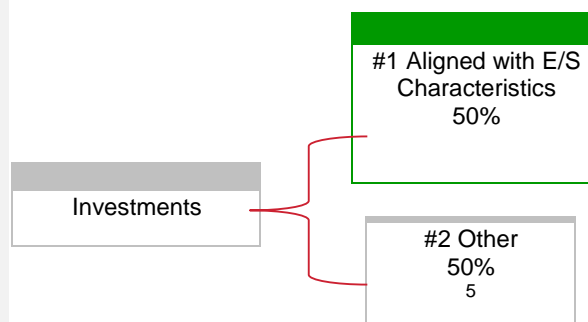 #1 Aligned with E/S
Characteristics
50%
Investments
#2 Other
50%
5